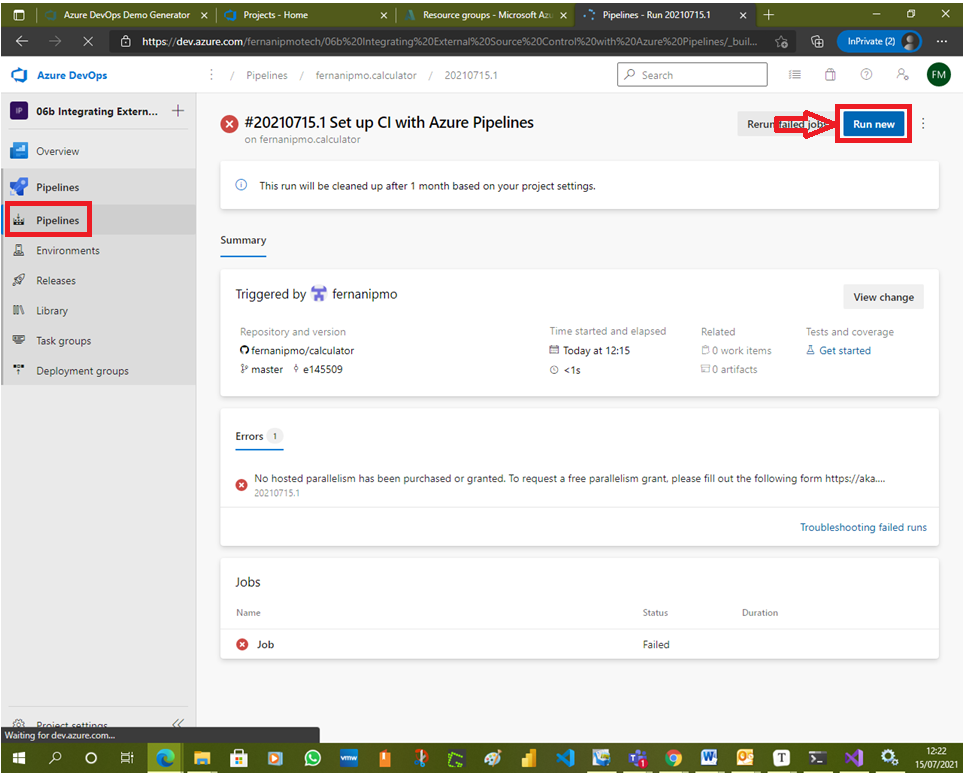 Azure DevOps Demo Generator
Projects - Home
Resource groups - Microsoft Azu
Pipelines - Run 20210715.1
https://dev.azure.com/fernanipmotech/06b%20Integrating%20External%20Source%20Control%20with%20Azure%20Pipelines/_buil...
InPrivate (2)
Azure DevOps
/ Pipelines / fernanipmo.calculator / 20210715.1
Search
FM
IP
06b Integrating Extern...
Overview
Pipelines
Pipelines
Environments
Releases
Library
Task groups
Deployment groups
Project settings
#20210715.1 Set up CI with Azure Pipelines
on fernanipmo.calculator
Rerun failed jobs
Run new
This run will be cleaned up after 1 month based on your project settings.
Summary
Triggered by fernanipmo
View change
Repository and version
Time started and elapsed
Related
Tests and coverage
fernanipmo/calculator
Today at 12:15
0 work items
Get started
master e145509
<1s
0 artifacts
Errors 1
No hosted parallelism has been purchased or granted. To request a free parallelism grant, please fill out the following form https://aka....
20210715.1
Troubleshooting failed runs
Jobs
Name Status Duration
Job Failed
Waiting for dev.azure.com...
vmw
T
12:22
15/07/2021